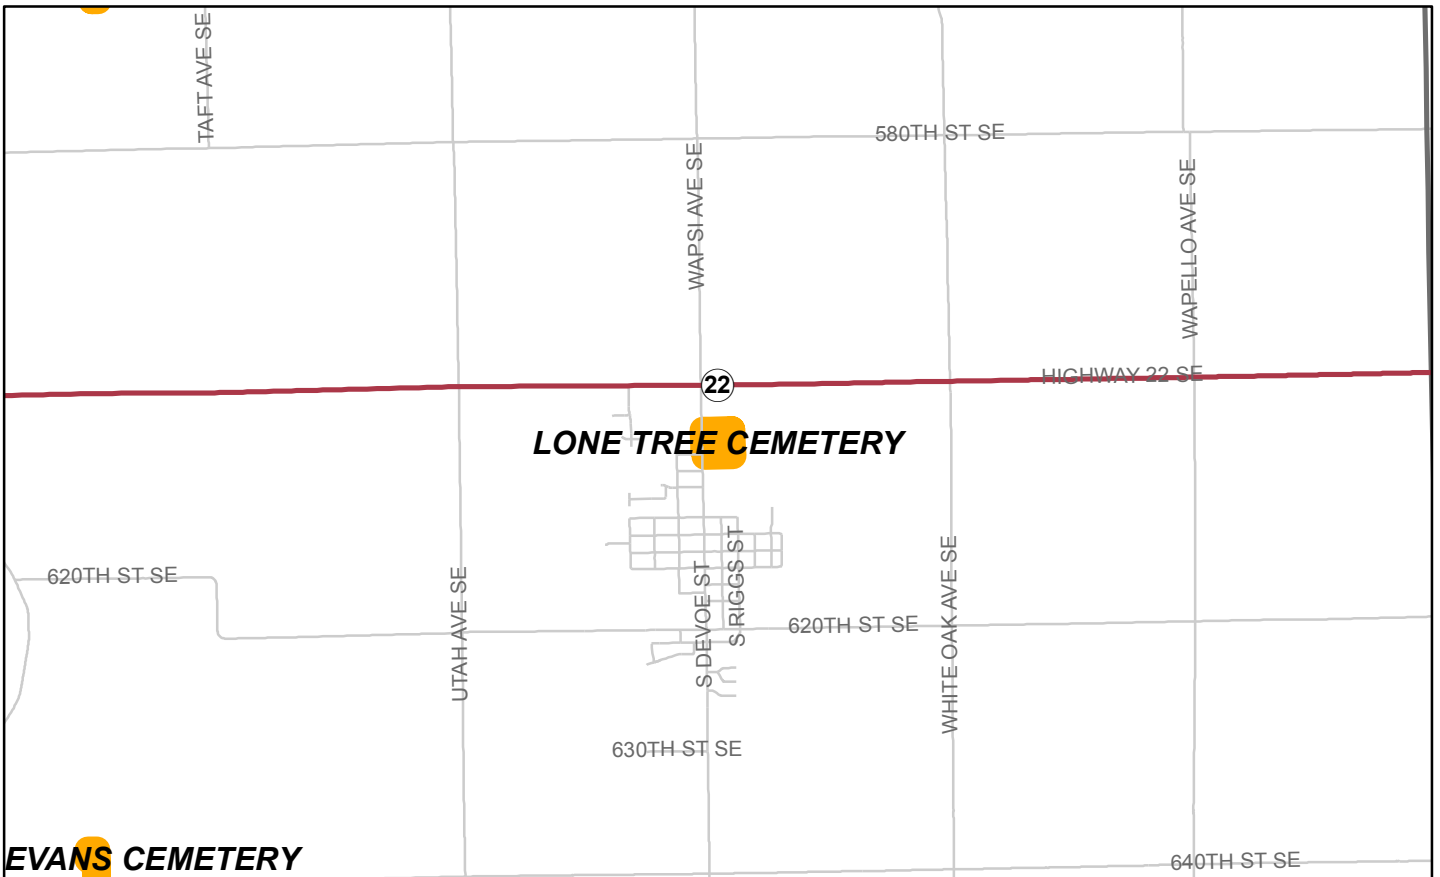 TAFT AVE SE
580TH ST SE
WAPSI AVE SE
WAPELLO AVE SE
HIGHWAY 22 SE
22
LONE TREE CEMETERY
620TH ST SE
UTAH AVE SE
S DEVOE ST
S RIGGS ST
620TH ST SE
WHITE OAK AVE SE
630TH ST SE
EVANS CEMETERY
640TH ST SE